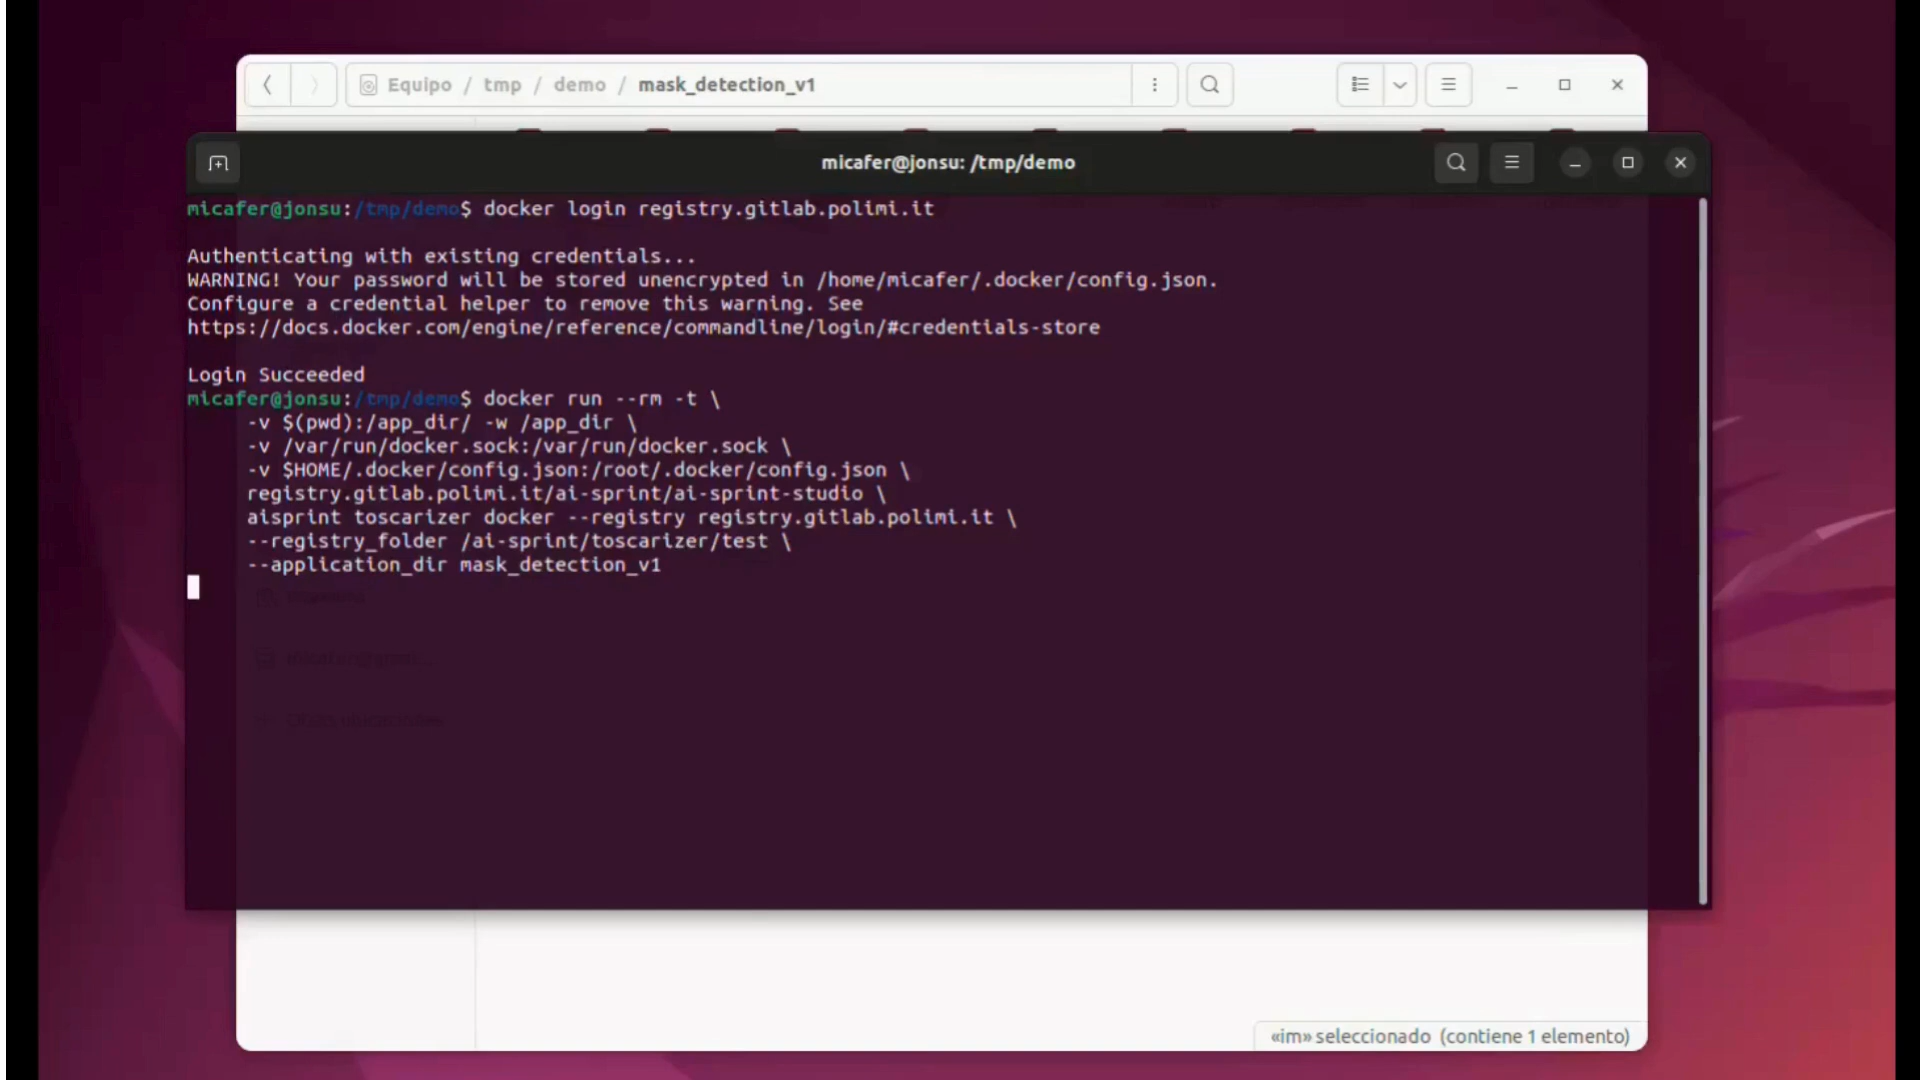 Equipo / tmp / demo / mask_detection_v1
micafer@jonsu: /tmp/demo
micafer@jonsu:/tmp/demo$ docker login registry.gitlab.polimi.it
Authenticating with existing credentials...
WARNING! Your password will be stored unencrypted in /home/micafer/.docker/config.json.
Configure a credential helper to remove this warning. See
https://docs.docker.com/engine/reference/commandline/login/#credentials-store
Login Succeeded
micafer@jonsu:/tmp/demo$ docker run --rm -t \
-v $(pwd):/app_dir/ -w /app_dir \
-v /var/run/docker.sock:/var/run/docker.sock \
-v $HOME/.docker/config.json:/root/.docker/config.json \
registry.gitlab.polimi.it/ai-sprint/ai-sprint-studio \
aisprint toscarizer docker --registry registry.gitlab.polimi.it \
--registry_folder /ai-sprint/toscarizer/test \
--application_dir mask_detection_v1
«im» seleccionado (contiene 1 elemento)